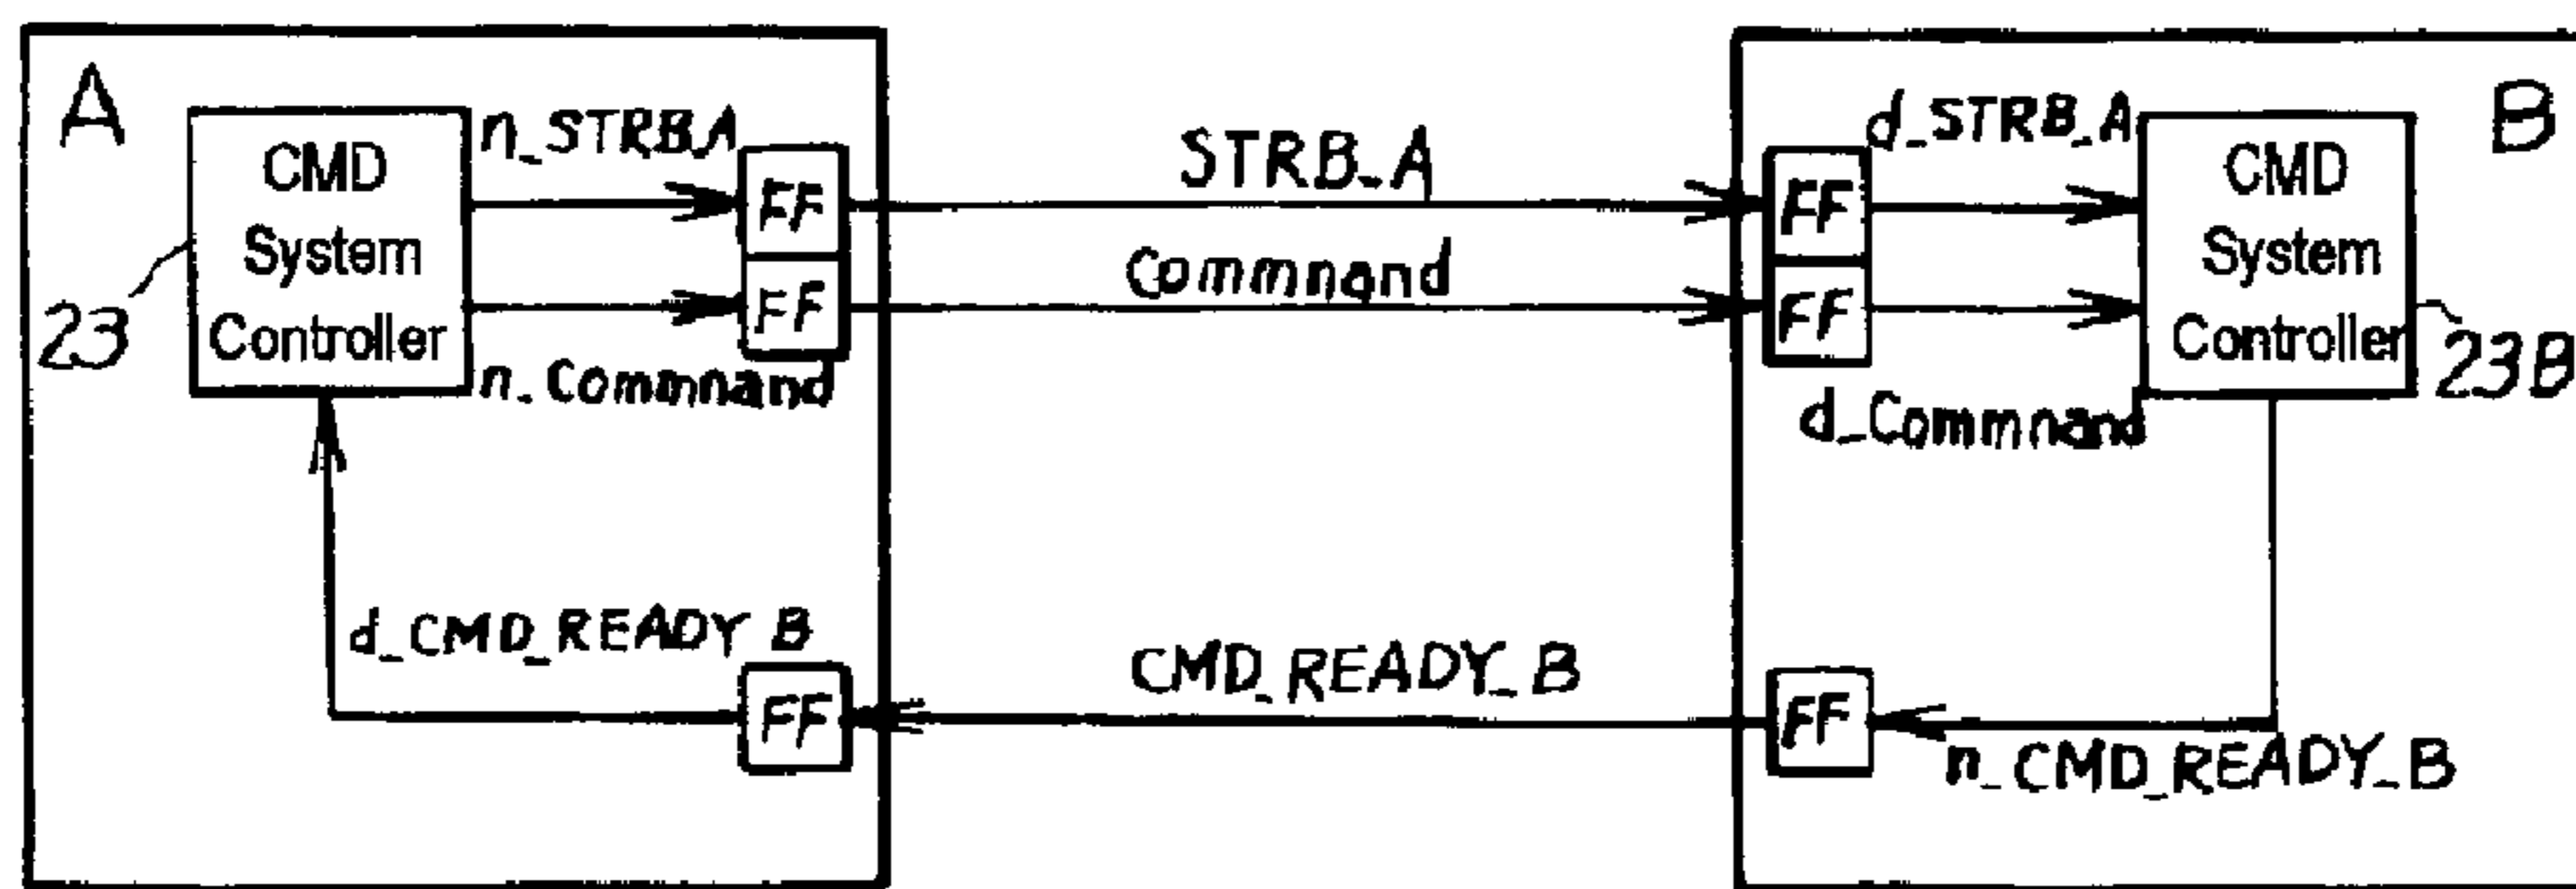 A
CMD
System
Controller
23
n_STRB_A
FF
FF
n_Commnand
STRB_A
Commnand
d_STRB_A
FF
FF
d_Commnand
CMD
System
Controller
B
23B
d_CMD_READY B
FF
CMD_READY_B
FF
n_CMD_READY_B